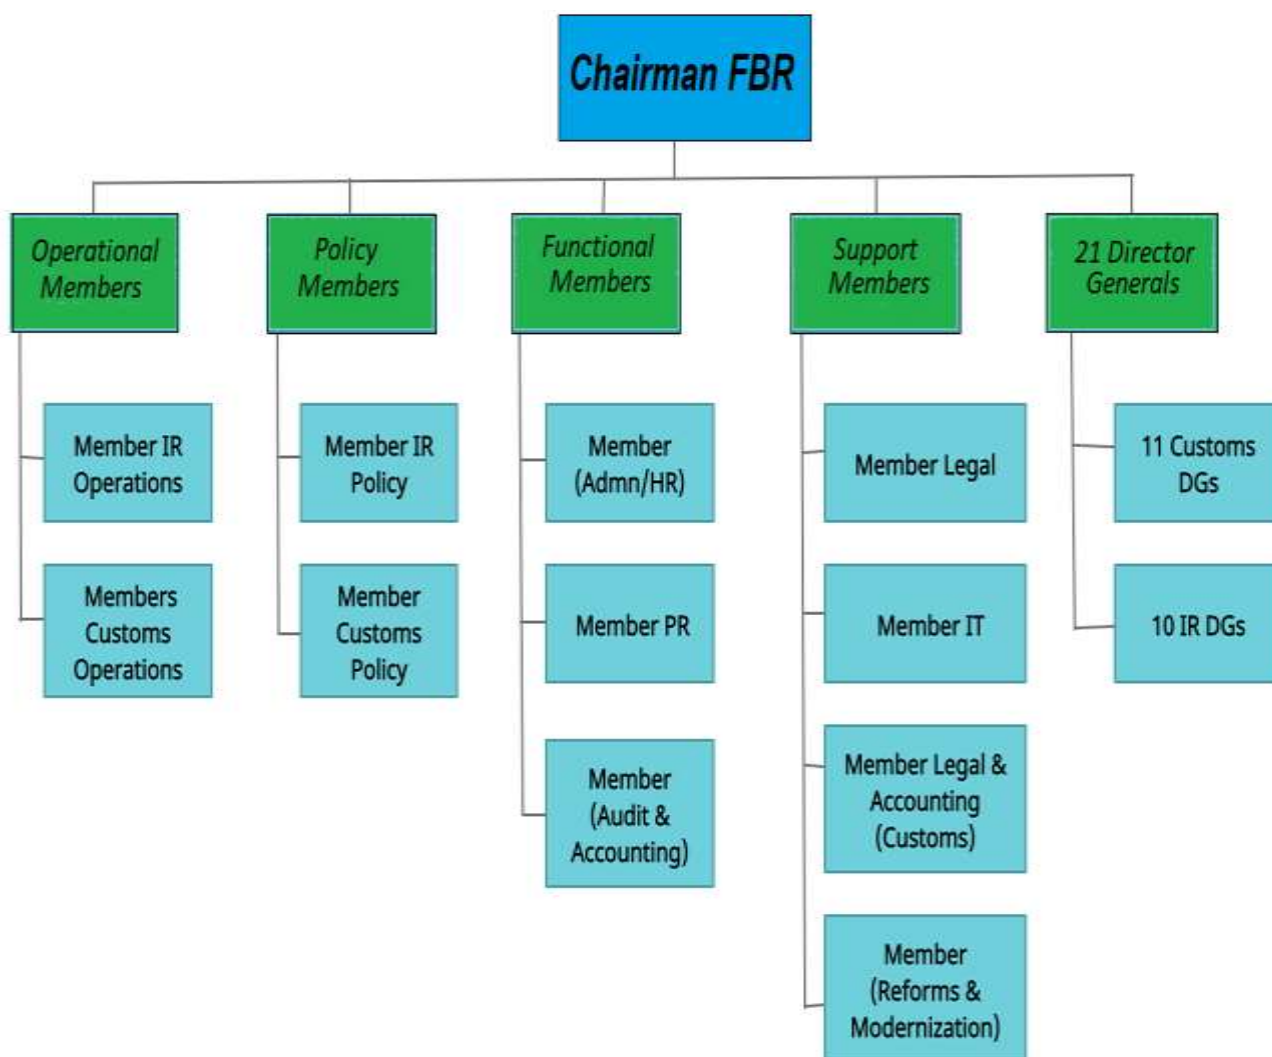 Chairman FBR
Operational
Members
Policy
Members
Functional
Members
Support
Members
21 Director
Generals
Member IR
Operations
Members
Customs
Operations
Member IR
Policy
Member
Customs
Policy
Member
(Admn/HR)
Member PR
Member
(Audit &
Accounting)
Member Legal
Member IT
Member Legal &
Accounting
(Customs)
Member
(Reforms &
Modernization)
11 Customs
DGs
10 IR DGs